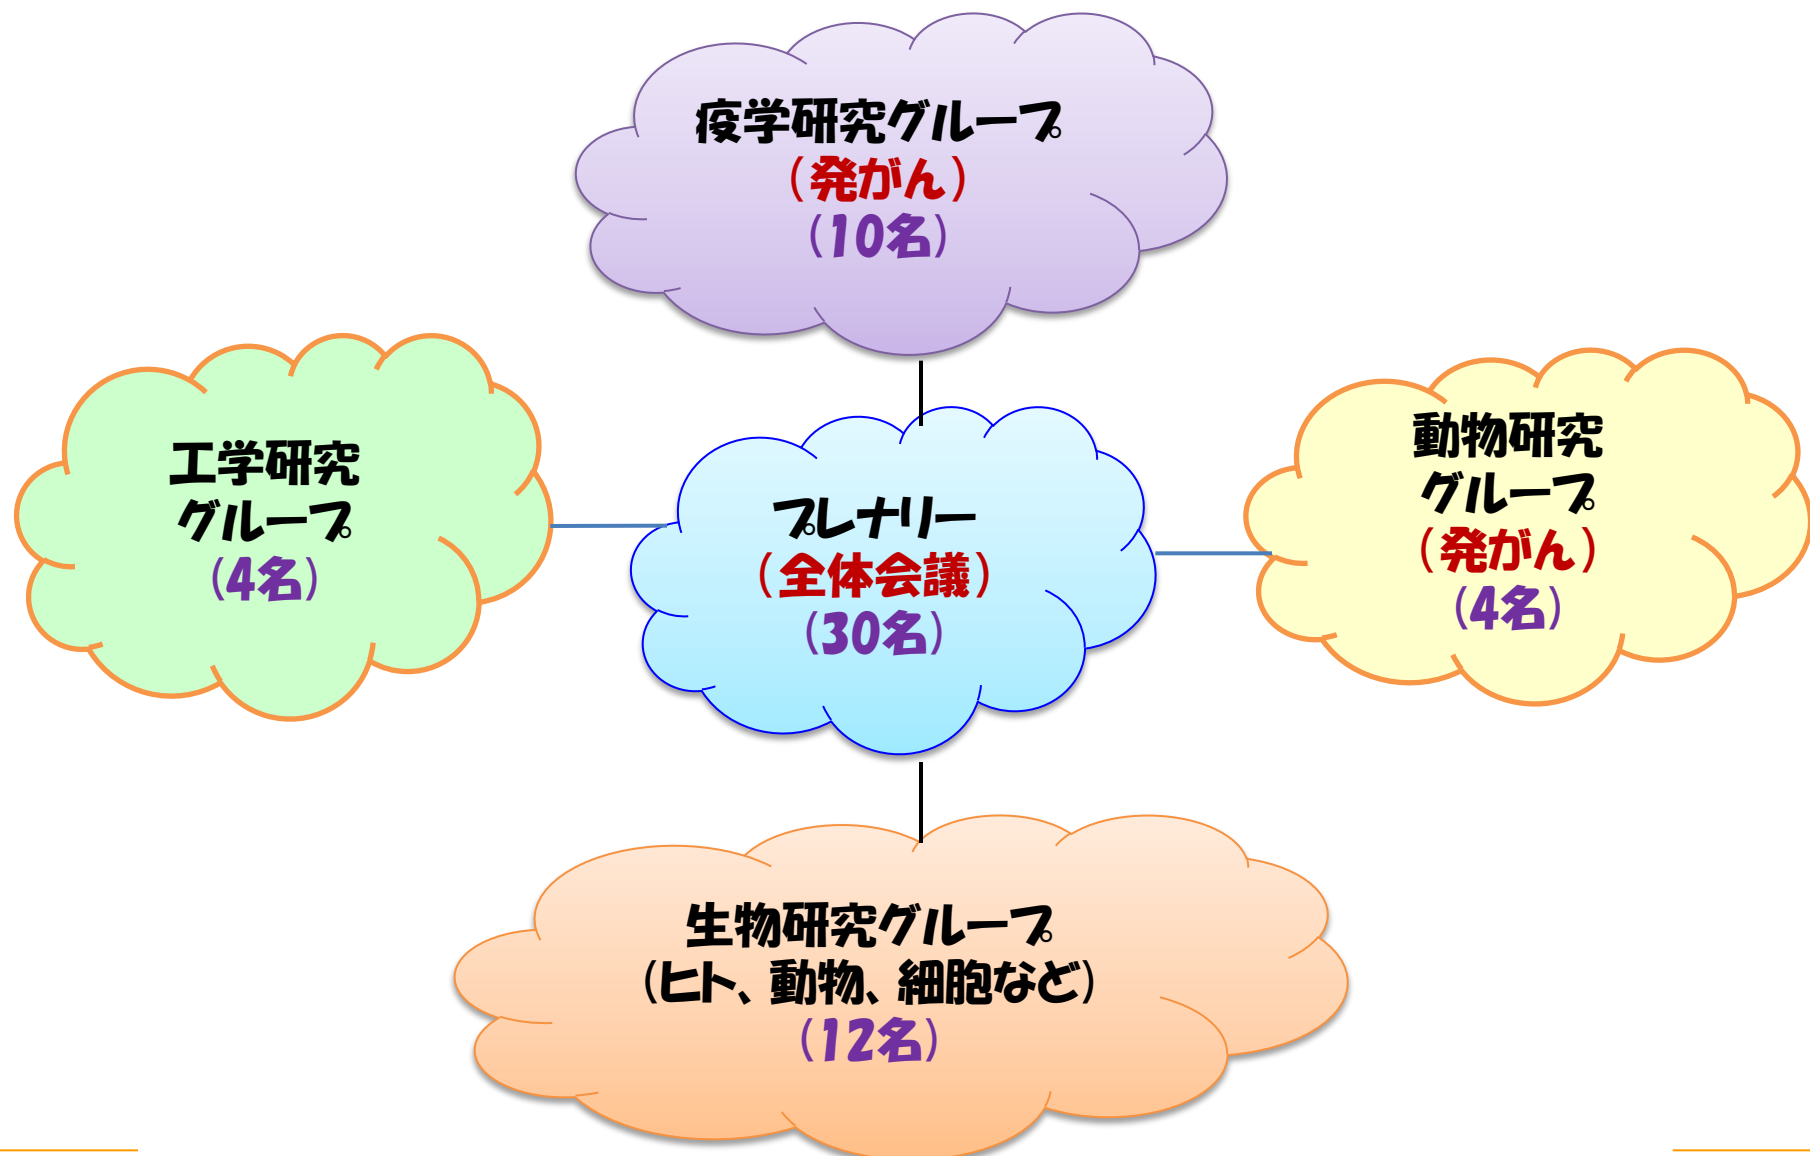 疫学研究グループ
(発がん)
(10名)
工学研究
グループ
(4名)
プレナリー
(全体会議)
(30名)
動物研究
グループ
(発がん)
(4名)
生物研究グループ
(ヒト、動物、細胞など)
(12名)